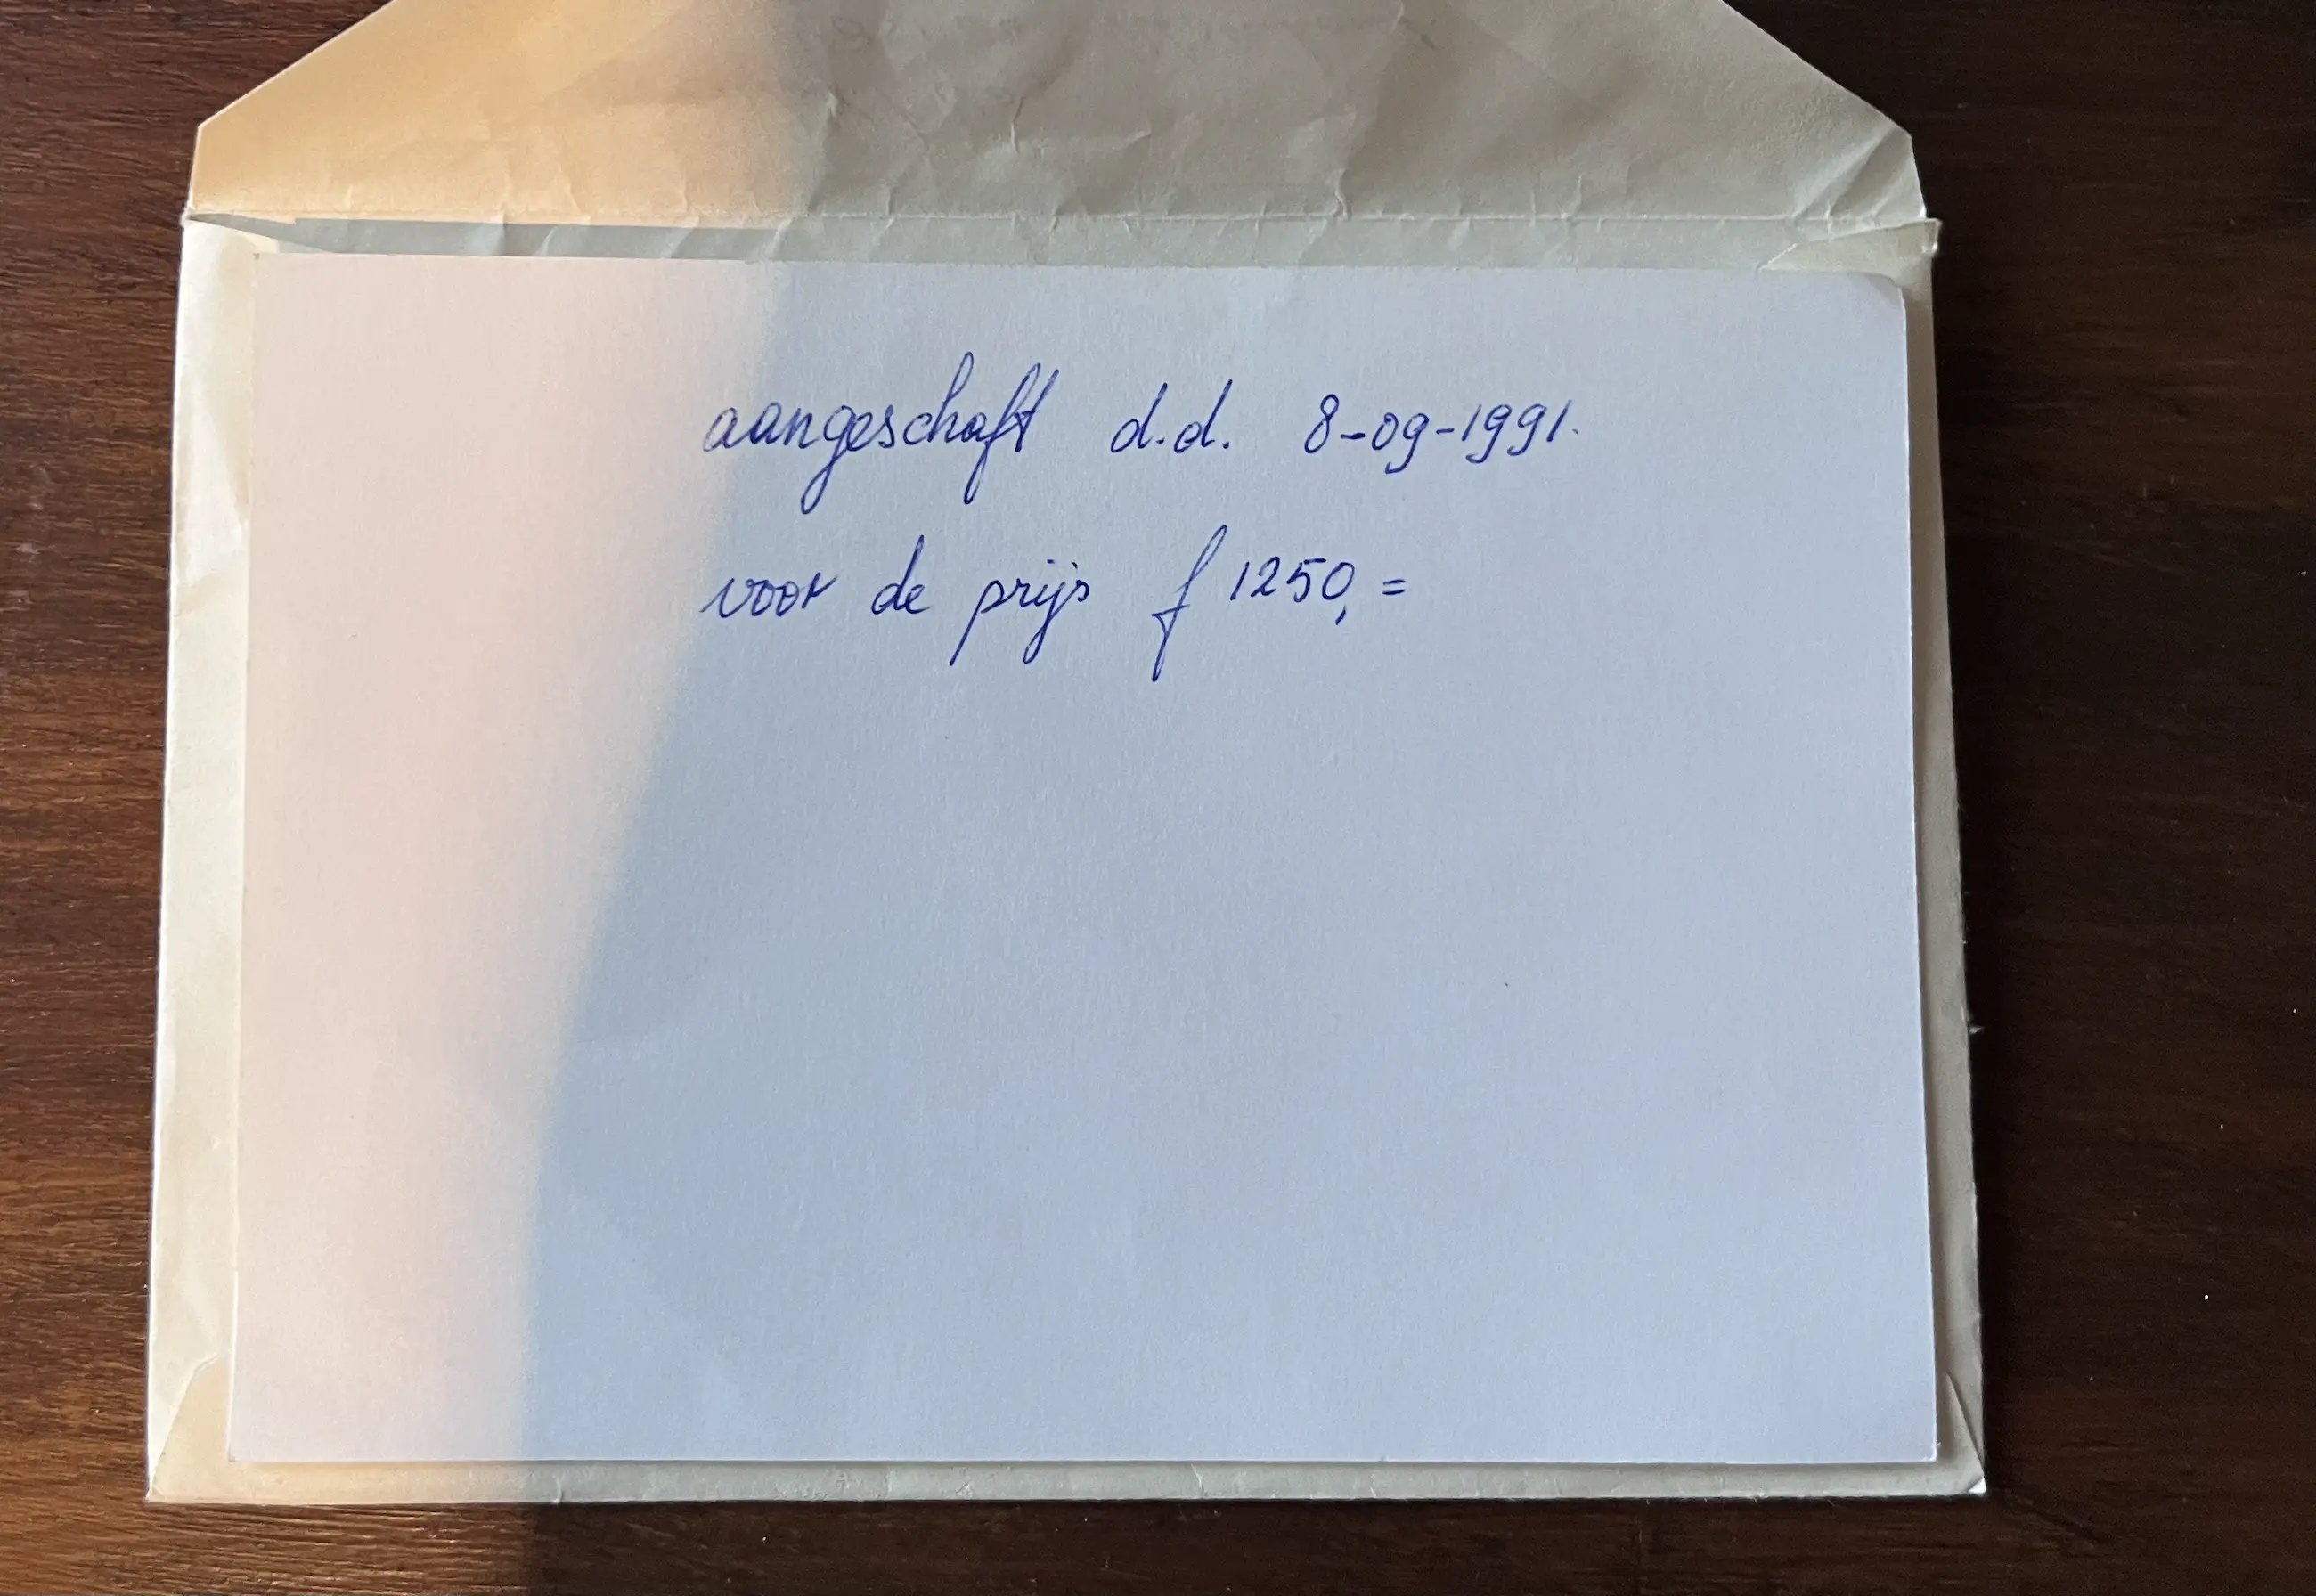 aangeschaft d.d. 8-09-1991.
voor de prijs f 1250,=